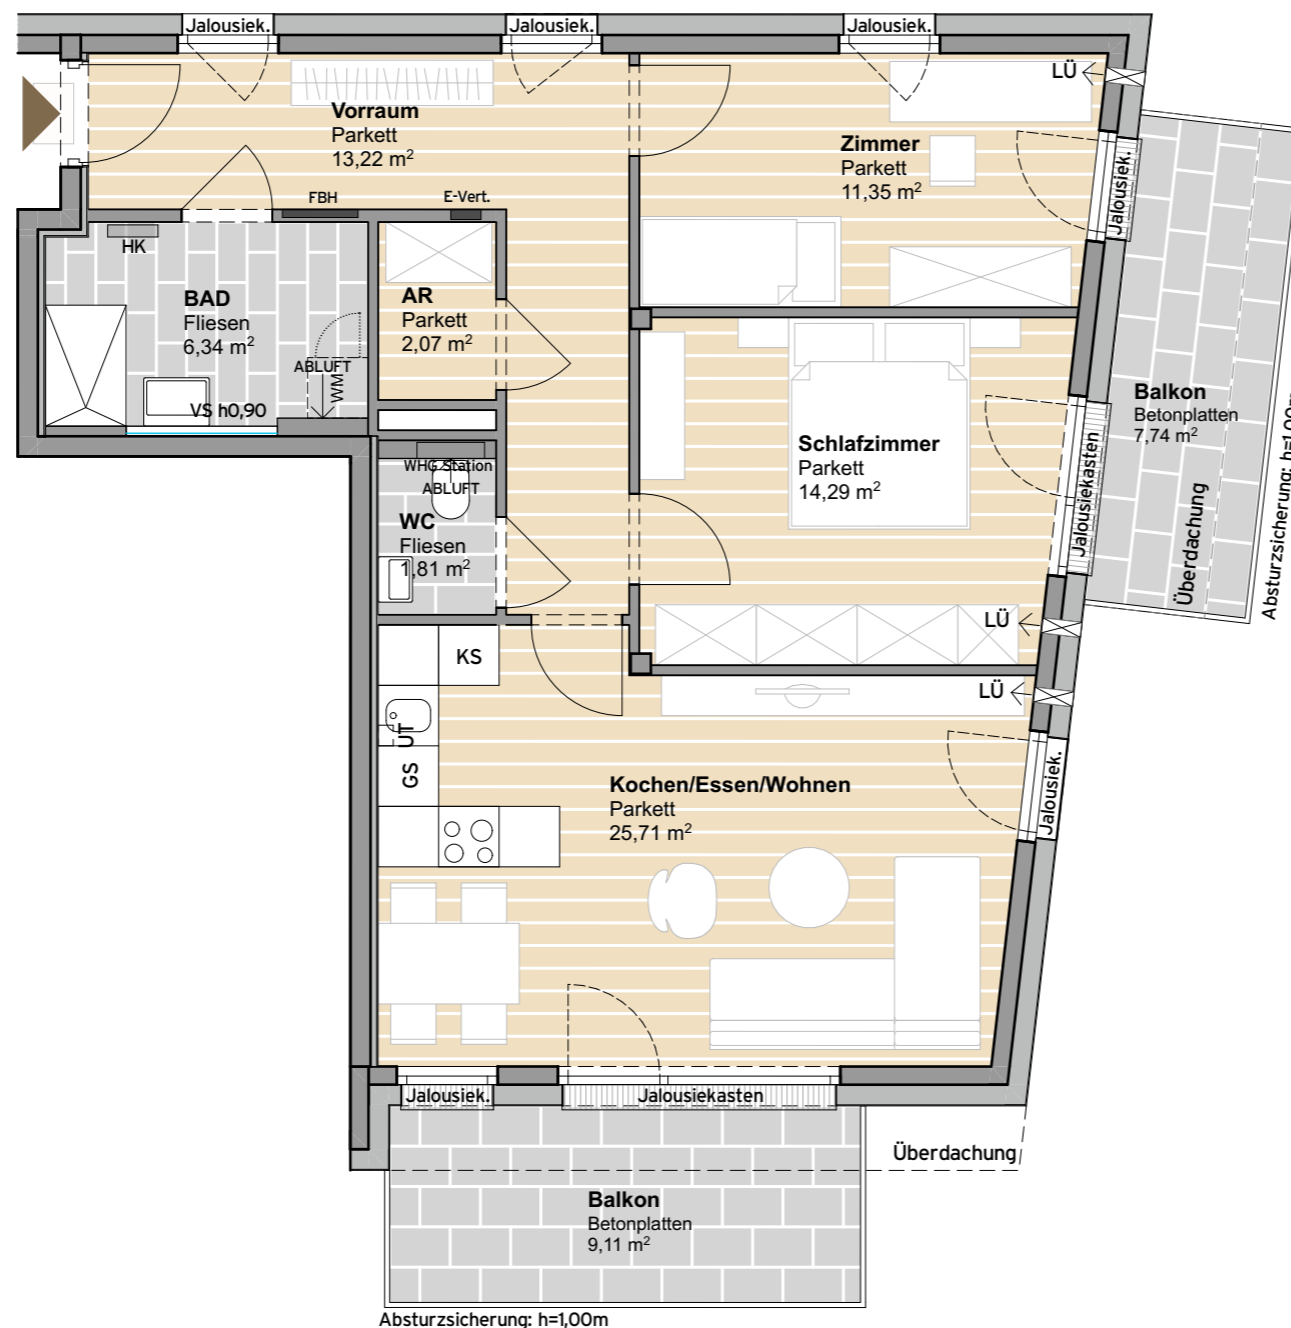 Jalousiek.
Jalousiek.
Jalousiek.
LÜ
Vorraum
Parkett
13,22 m²
Zimmer
Parkett
11,35 m²
Jalousiek.
FBH
E-Vert.
HK
BAD
Fliesen
6,34 m²
ABLUFT
WM
VS h0,90
AR
Parkett
2,07 m²
Balkon
Betonplatten
7,74 m²
Überdachung
Absturzsicherung: h=1,00m
Schlafzimmer
Parkett
14,29 m²
Jalousiekasten
WHG Station
ABLUFT
WC
Fliesen
1,81 m²
LÜ
KS
LÜ
UT
GS
Kochen/Essen/Wohnen
Parkett
25,71 m²
Jalousiek.
Jalousiek.
Jalousiekasten
Überdachung
Balkon
Betonplatten
9,11 m²
Absturzsicherung: h=1,00m